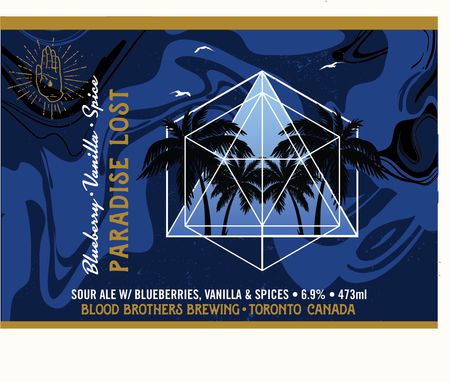 Blueberry • Vanilla • Spice
PARADISE LOST
SOUR ALE W/ BLUEBERRIES, VANILLA & SPICES • 6.9% • 473ml
BLOOD BROTHERS BREWING • TORONTO CANADA